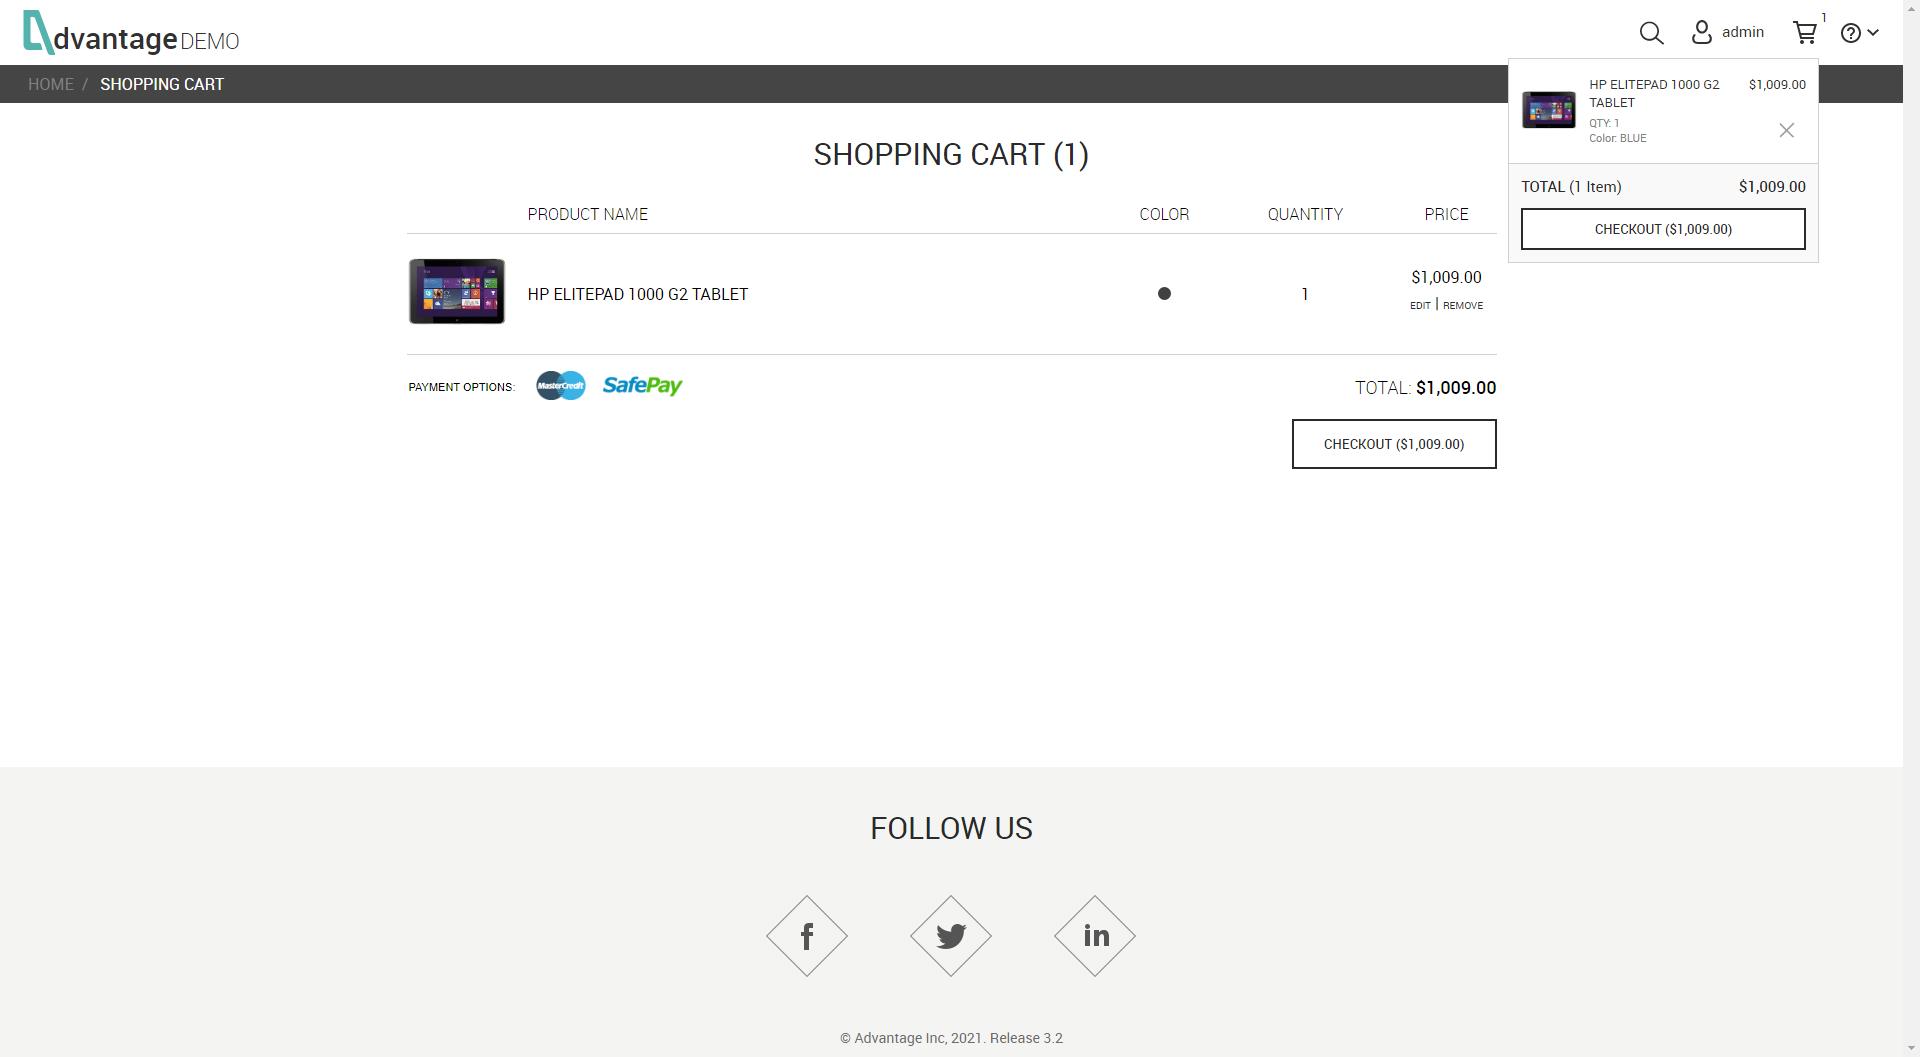 dvantage DEMO
admin
1
HOME / SHOPPING CART
HP ELITEPAD 1000 G2 TABLET
$1,009.00
QTY: 1
Color: BLUE
TOTAL (1 Item) $1,009.00
CHECKOUT ($1,009.00)
SHOPPING CART (1)
PRODUCT NAME COLOR QUANTITY PRICE
HP ELITEPAD 1000 G2 TABLET 1 $1,009.00
EDIT | REMOVE
PAYMENT OPTIONS: MasterCredit SafePay TOTAL: $1,009.00
CHECKOUT ($1,009.00)
FOLLOW US
f in
© Advantage Inc, 2021. Release 3.2